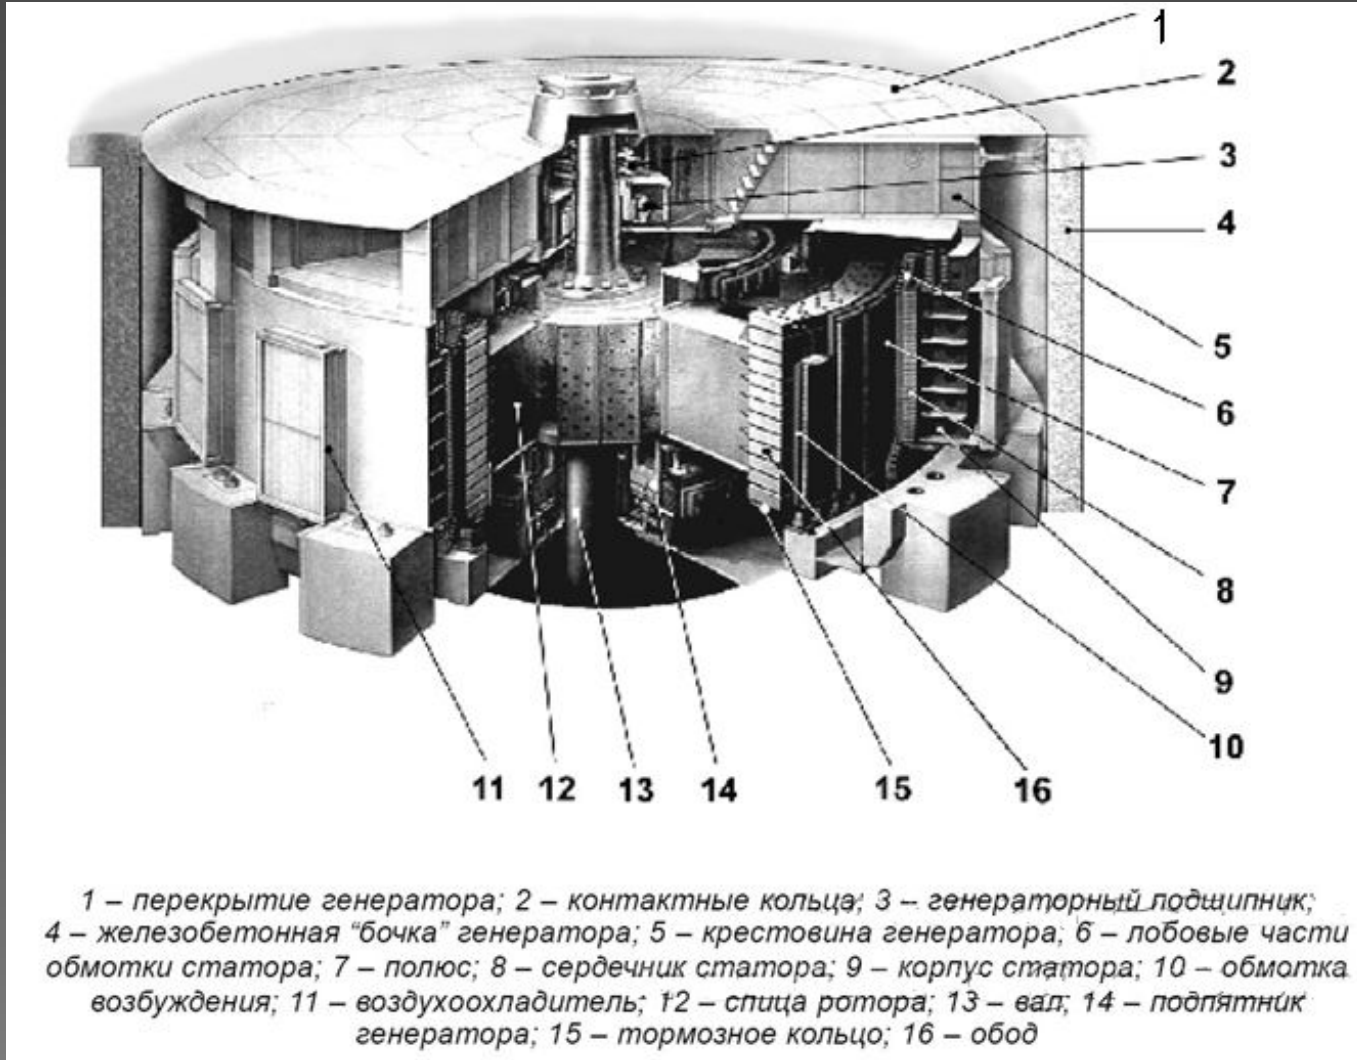 1
2
3
4
5
6
7
8
9
10
11 12 13 14 15 16
1 – перекрытие генератора; 2 – контактные кольца; 3 – генераторный подшипник;
4 – железобетонная “бочка” генератора; 5 – крестовина генератора; 6 – лобовые части
обмотки статора; 7 – полюс; 8 – сердечник статора; 9 – корпус статора; 10 – обмотка
возбуждения; 11 – воздухоохладитель; 12 – спица ротора; 13 – вал; 14 – подпятник
генератора; 15 – тормозное кольцо; 16 – обод